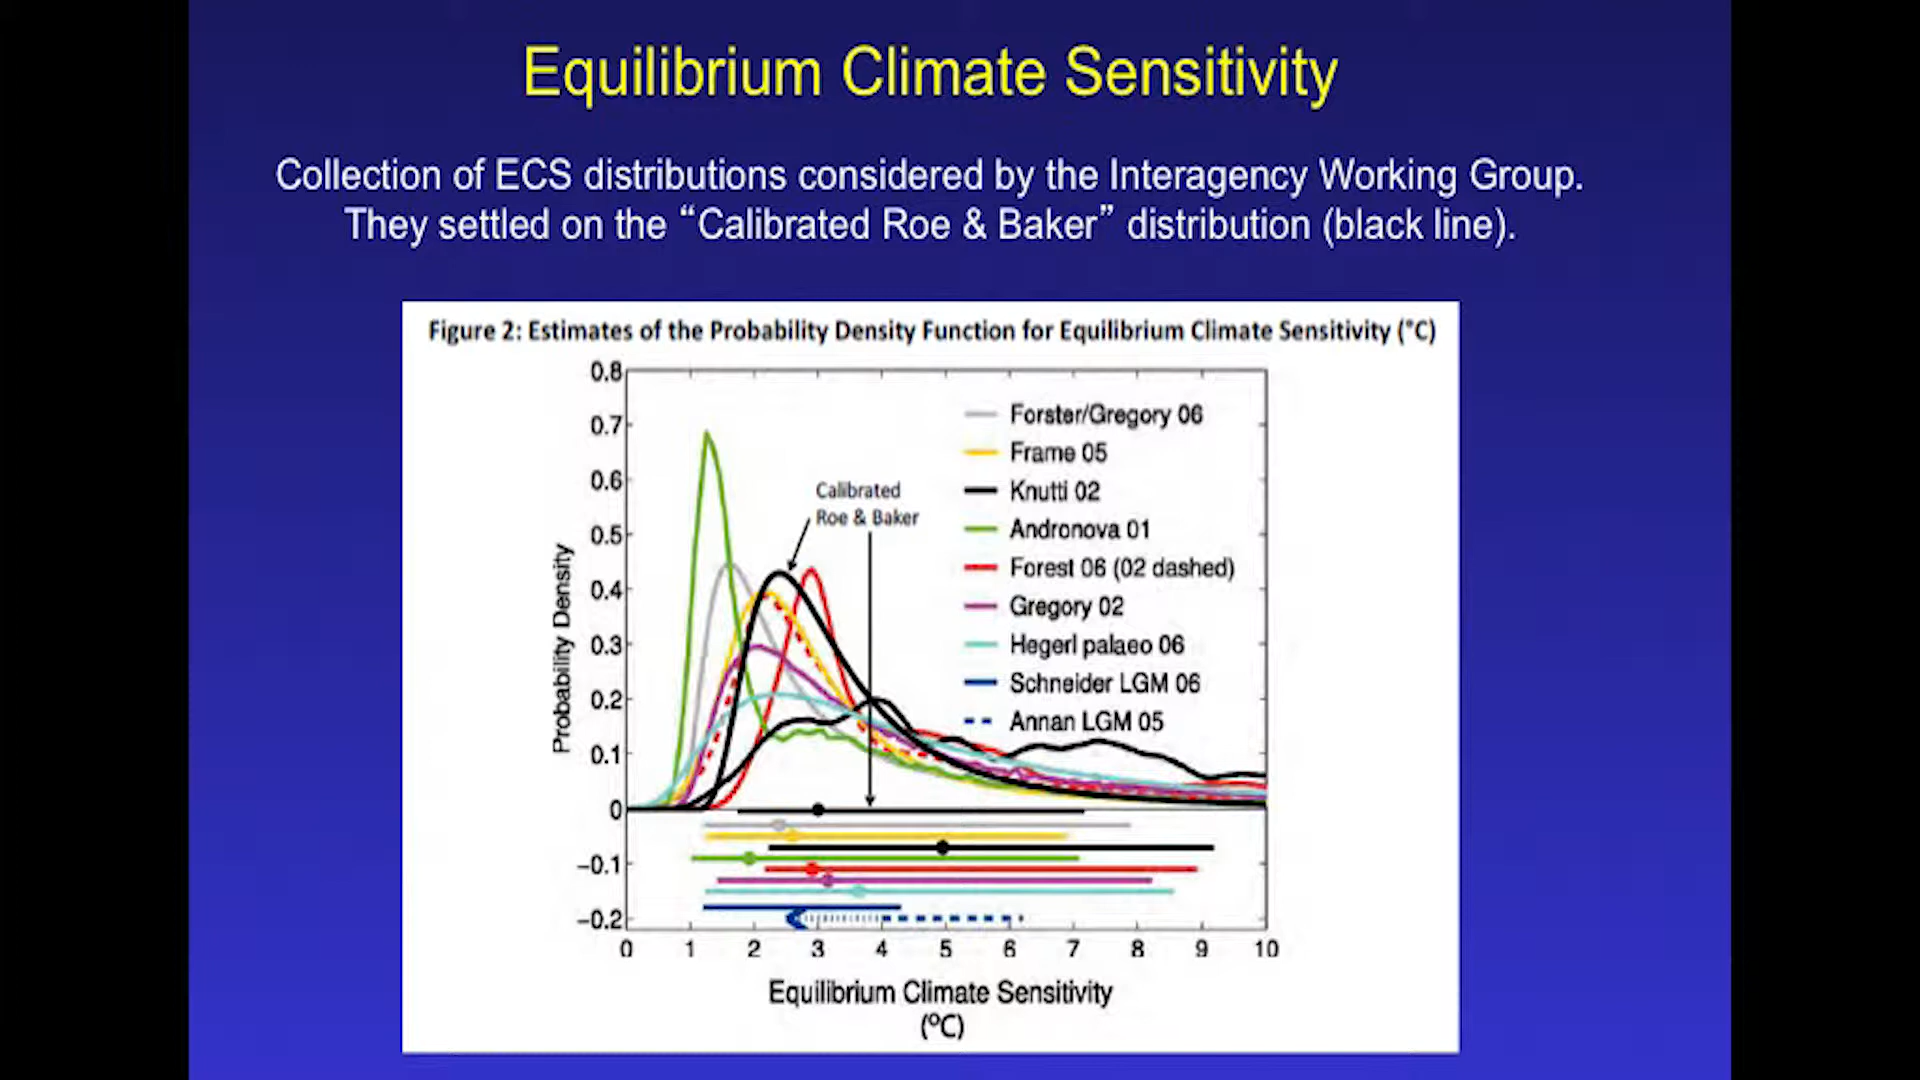 Equilibrium Climate Sensitivity
Collection of ECS distributions considered by the Interagency Working Group.
They settled on the “Calibrated Roe & Baker” distribution (black line).
Figure 2: Estimates of the Probability Density Function for Equilibrium Climate Sensitivity (°C)
0.8
0.7
0.6
0.5
0.4
0.3
0.2
0.1
0
−0.1
−0.2
Probability Density
Calibrated
Roe & Baker
Forster/Gregory 06
Frame 05
Knutti 02
Andronova 01
Forest 06 (02 dashed)
Gregory 02
Hegerl palaeo 06
Schneider LGM 06
Annan LGM 05
0 1 2 3 4 5 6 7 8 9 10
Equilibrium Climate Sensitivity
(ºC)